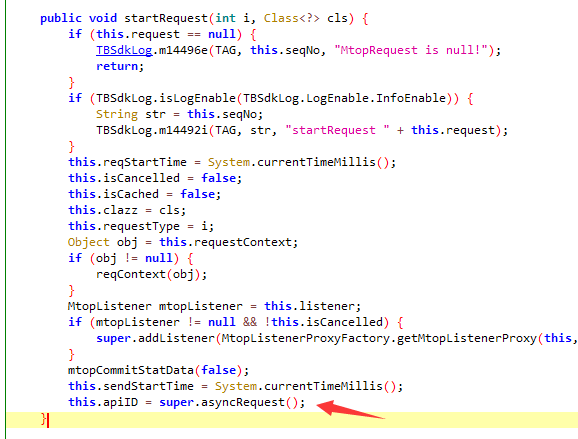 public void startRequest(int i, Class<?> cls) {
if (this.request == null) {
TBSdkLog.m14496e(TAG, this.seqNo, "MtopRequest is null!");
return;
}
if (TBSdkLog.isLogEnable(TBSdkLog.LogEnable.InfoEnable)) {
String str = this.seqNo;
TBSdkLog.m14492i(TAG, str, "startRequest " + this.request);
}
this.reqStartTime = System.currentTimeMillis();
this.isCancelled = false;
this.isCached = false;
this.clazz = cls;
this.requestType = i;
Object obj = this.requestContext;
if (obj != null) {
reqContext(obj);
}
MtopListener mtopListener = this.listener;
if (mtopListener != null && !this.isCancelled) {
super.addListener(MtopListenerProxyFactory.getMtopListenerProxy(this,
}
mtopCommitStatData(false);
this.sendStartTime = System.currentTimeMillis();
this.apiID = super.asyncRequest();
}